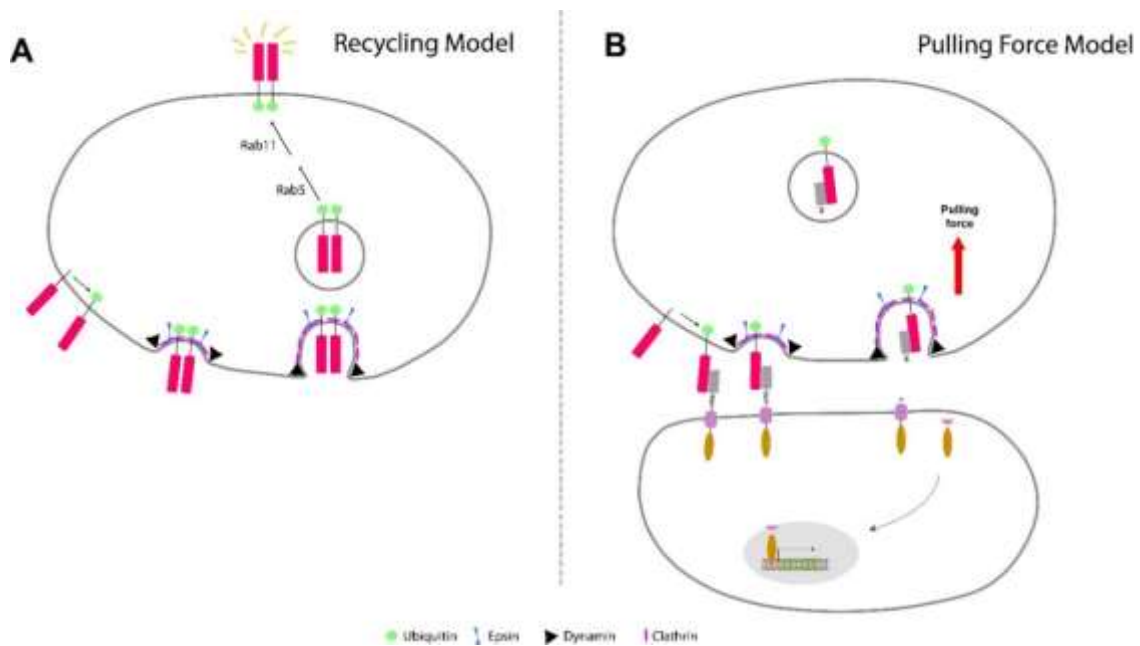 A
Recycling Model
Rab11
Rab5
B
Pulling Force Model
Pulling
force
Ubiquitin
Epsin
Dynamin
Clathrin